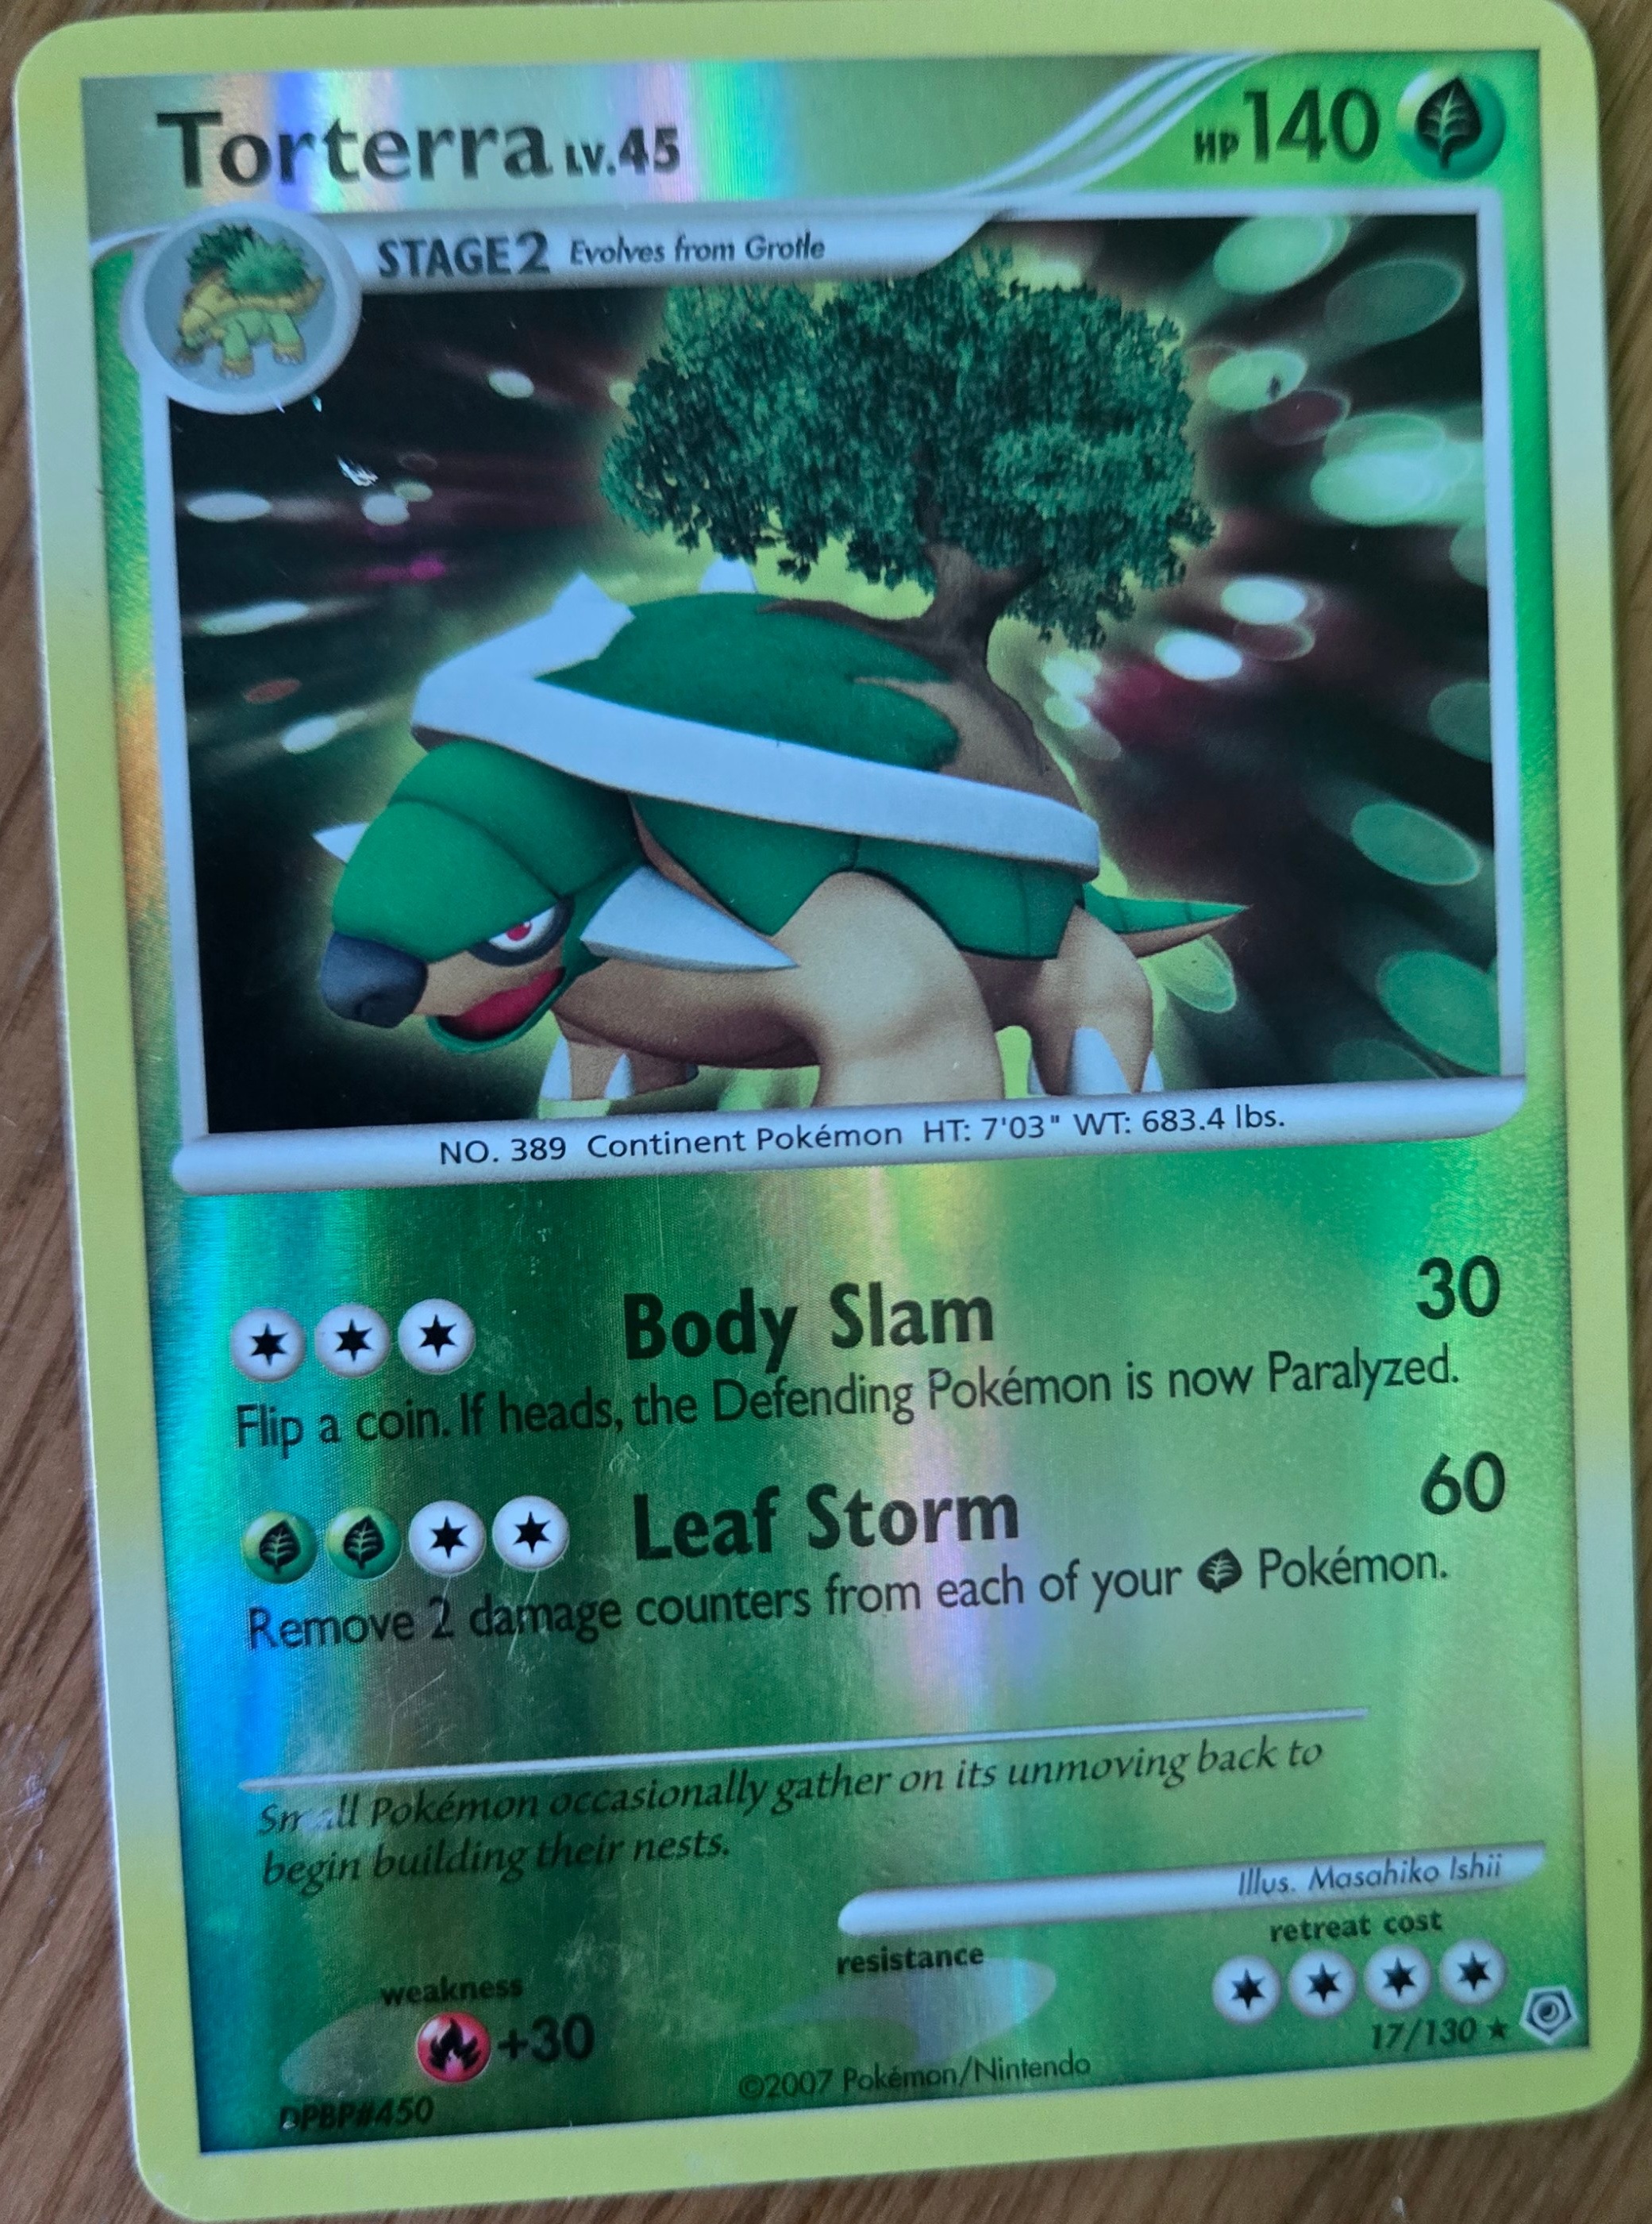 Torterra LV.45 HP 140
STAGE2 Evolves from Grotle
NO. 389 Continent Pokémon HT: 7'03" WT: 683.4 lbs.
Body Slam 30
Flip a coin. If heads, the Defending Pokémon is now Paralyzed.
Leaf Storm 60
Remove 2 damage counters from each of your Pokémon.
Small Pokémon occasionally gather on its unmoving back to
begin building their nests.
Illus. Masahiko Ishii
weakness resistance retreat cost
+30
17/130 ★
DPBP#450 ©2007 Pokémon/Nintendo